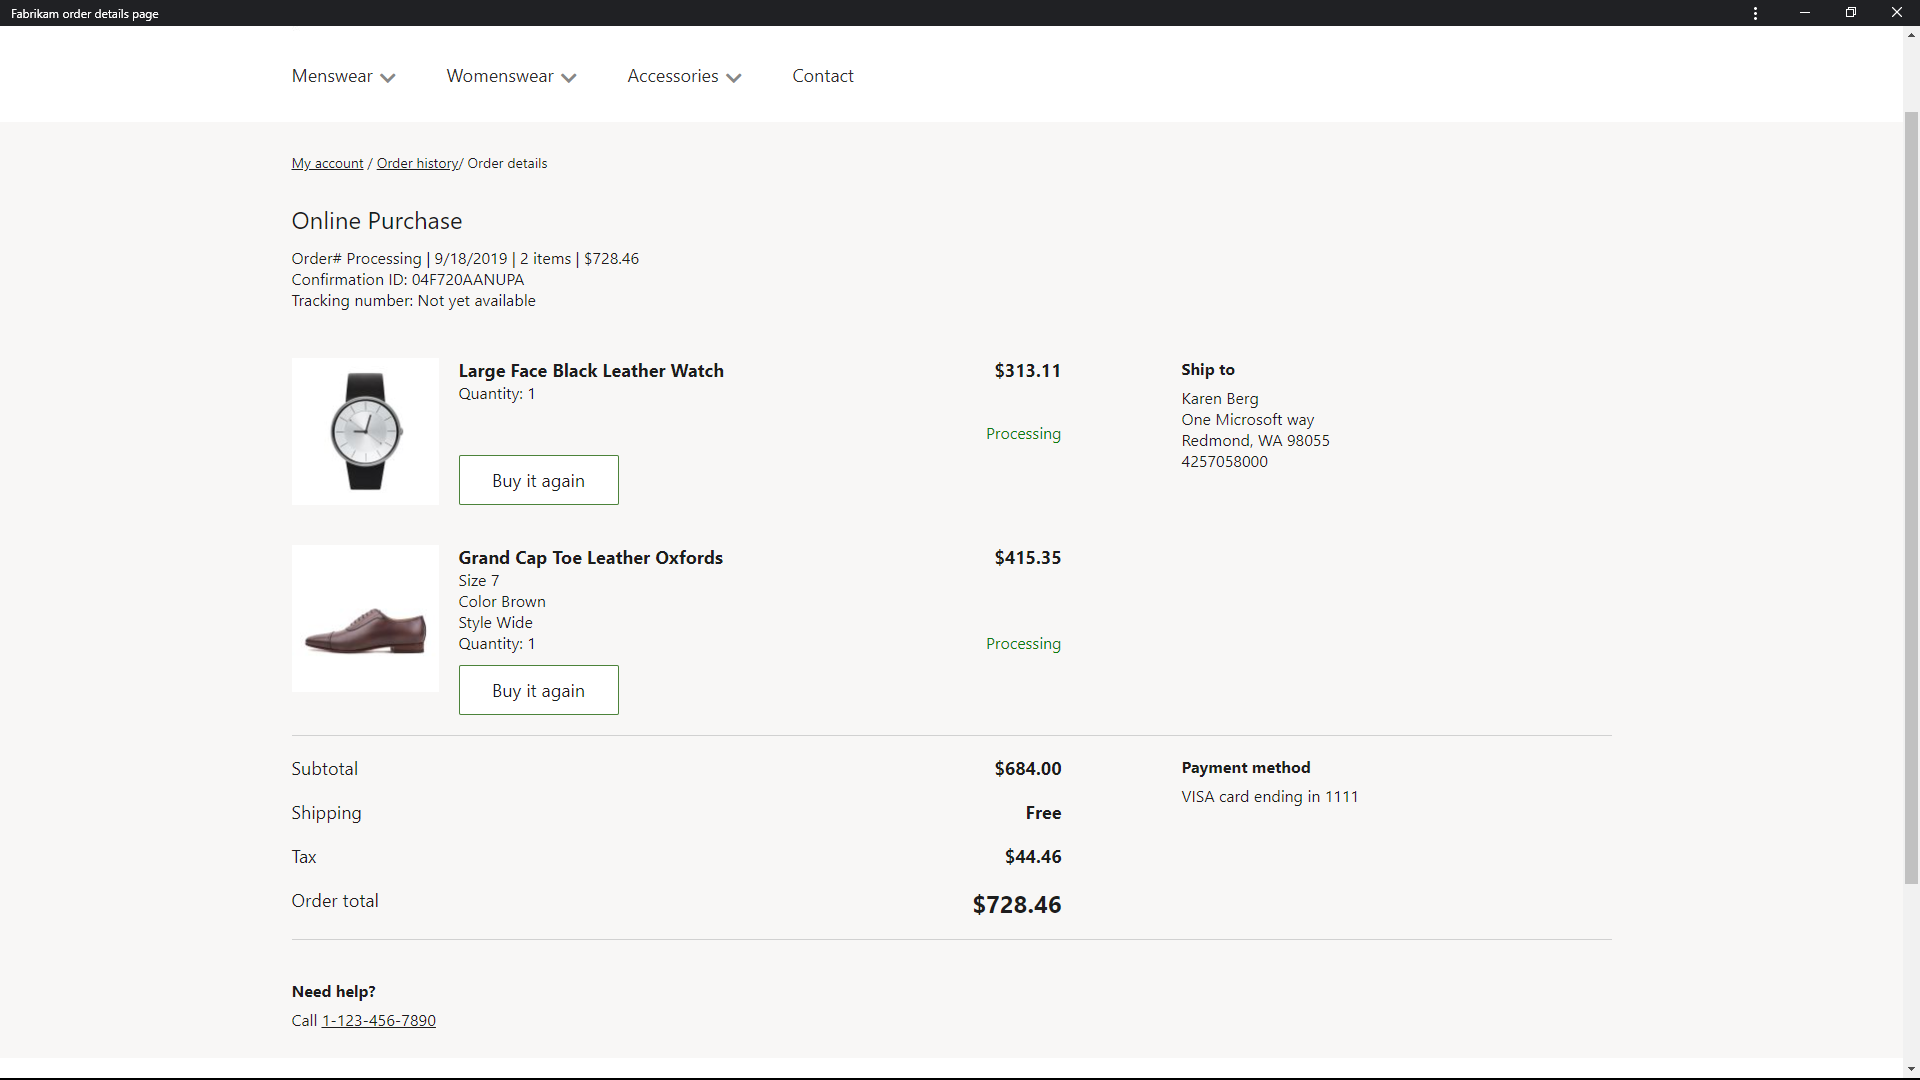 Fabrikam order details page
Menswear Womenswear Accessories Contact
My account / Order history/ Order details
Online Purchase
Order# Processing | 9/18/2019 | 2 items | $728.46
Confirmation ID: 04F720AANUPA
Tracking number: Not yet available
Large Face Black Leather Watch $313.11
Quantity: 1
Processing
Buy it again
Ship to
Karen Berg
One Microsoft way
Redmond, WA 98055
4257058000
Grand Cap Toe Leather Oxfords $415.35
Size 7
Color Brown
Style Wide
Quantity: 1 Processing
Buy it again
Subtotal $684.00
Shipping Free
Tax $44.46
Order total $728.46
Payment method
VISA card ending in 1111
Need help?
Call 1-123-456-7890